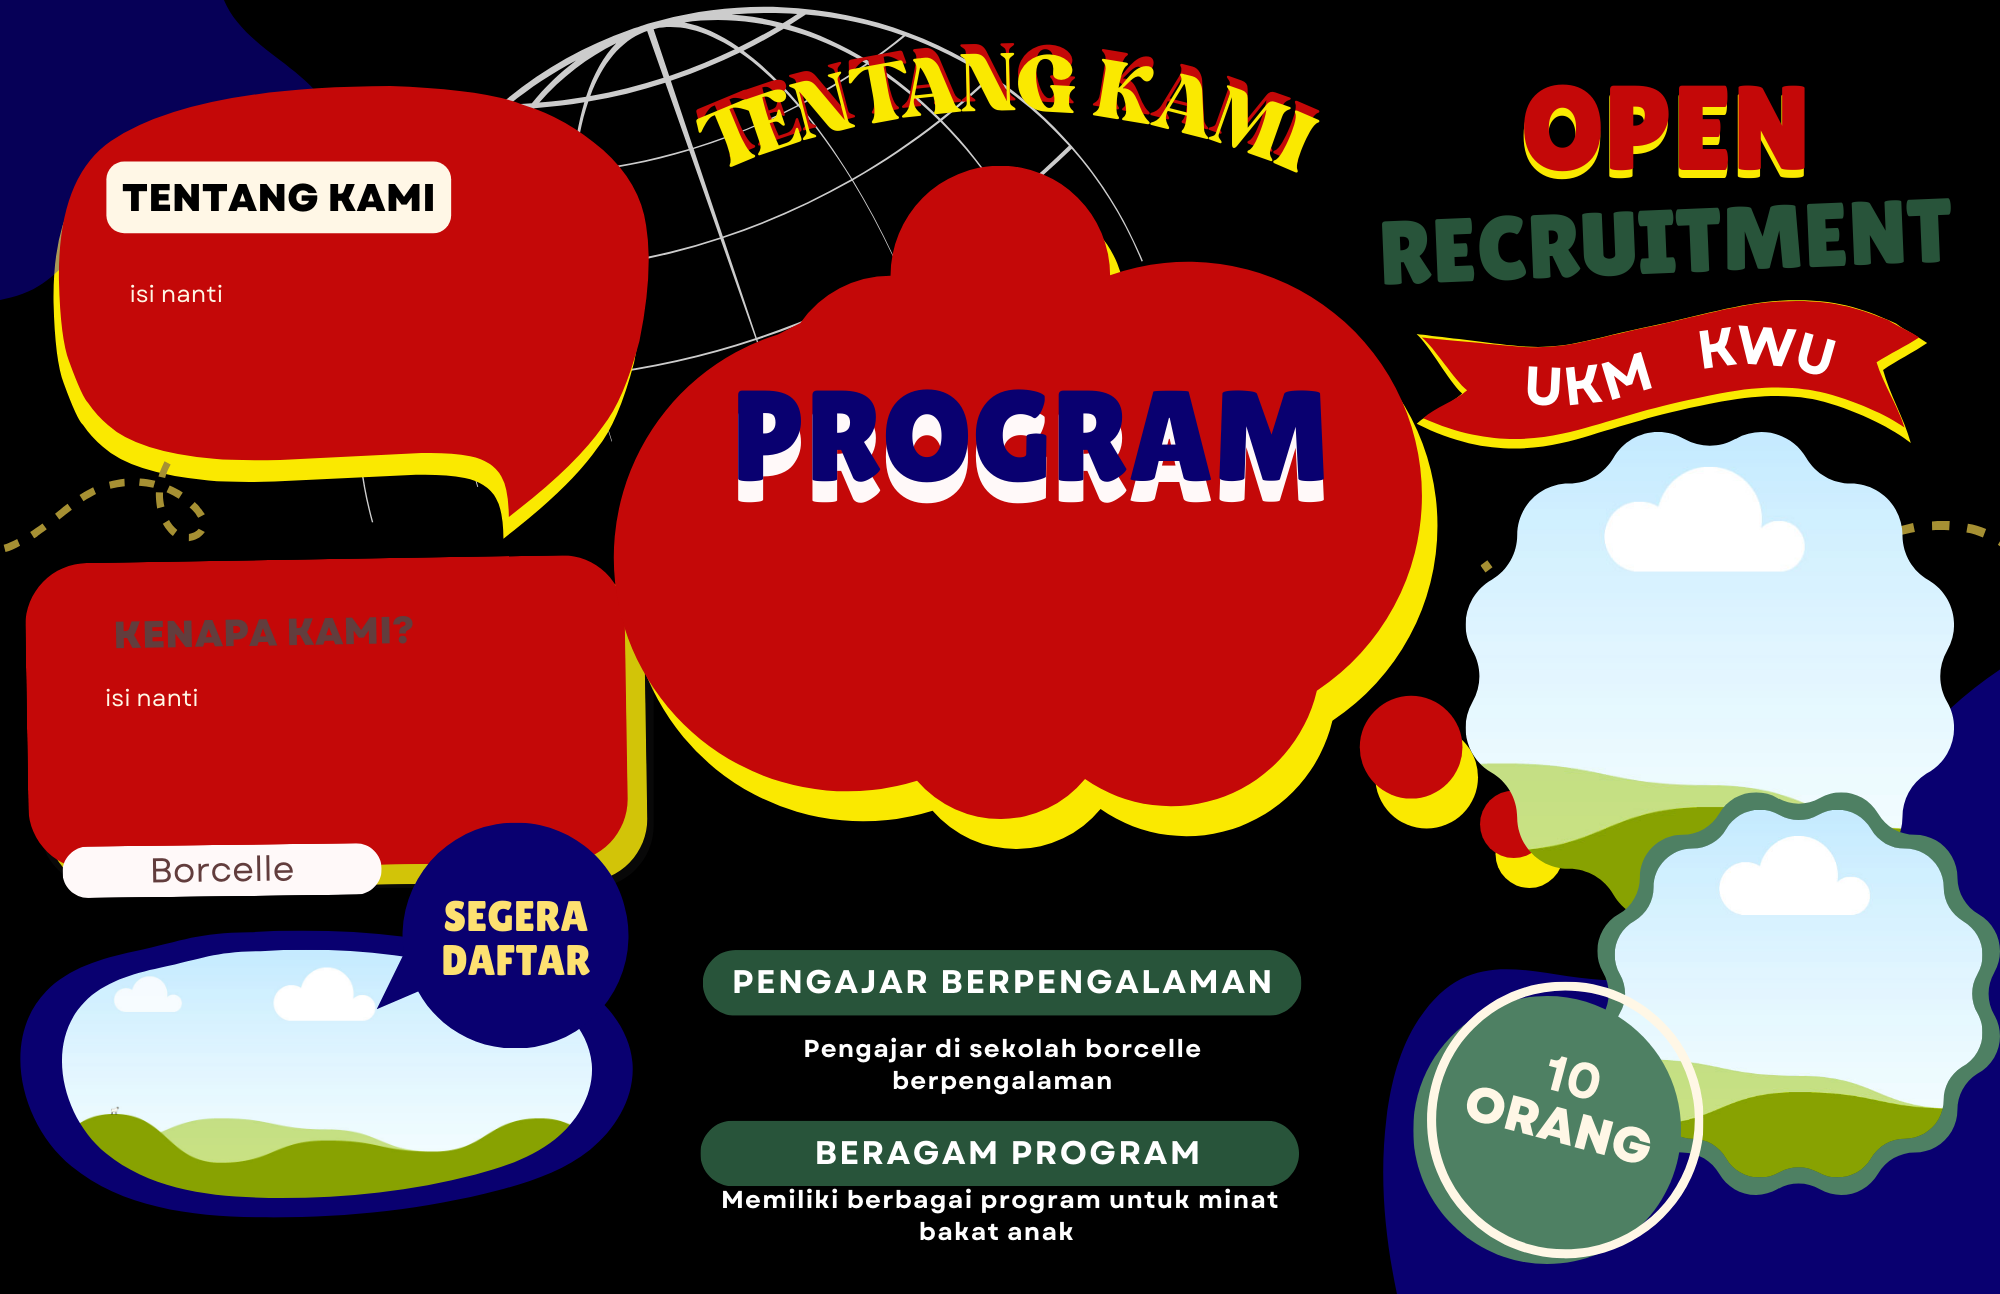 TENTANG KAMI
isi nanti
KENAPA KAMI?
isi nanti
Borcelle
SEGERA
DAFTAR
TENTANG KAMI
PROGRAM
PENGAJAR BERPENGALAMAN
Pengajar di sekolah borcelle
berpengalaman
BERAGAM PROGRAM
Memiliki berbagai program untuk minat
bakat anak
OPEN
RECRUITMENT
UKM KWU
10
ORANG